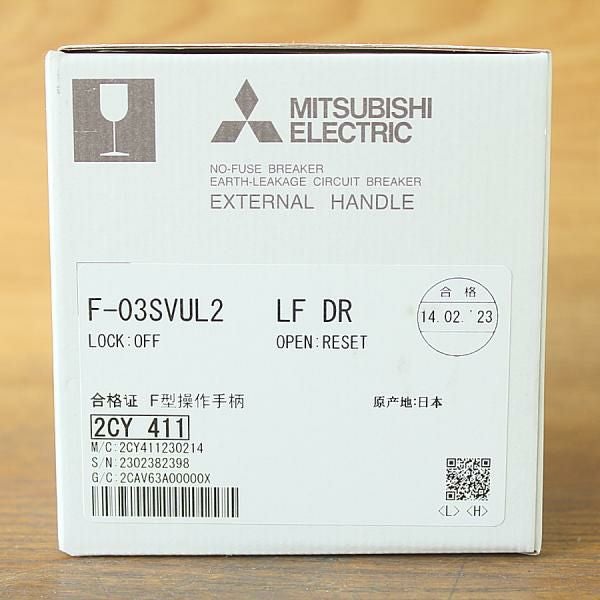 MITSUBISHI
ELECTRIC
NO-FUSE BREAKER
EARTH-LEAKAGE CIRCUIT BREAKER
EXTERNAL HANDLE
F-03SVUL2 LF DR
LOCK:OFF OPEN:RESET
合格
14.02.'23
合格证 F型操作手柄 原产地:日本
2CY 411
M/C:2CY411230214
S/N:2302382398
G/C:2CAV63A00000X
<L> <H>